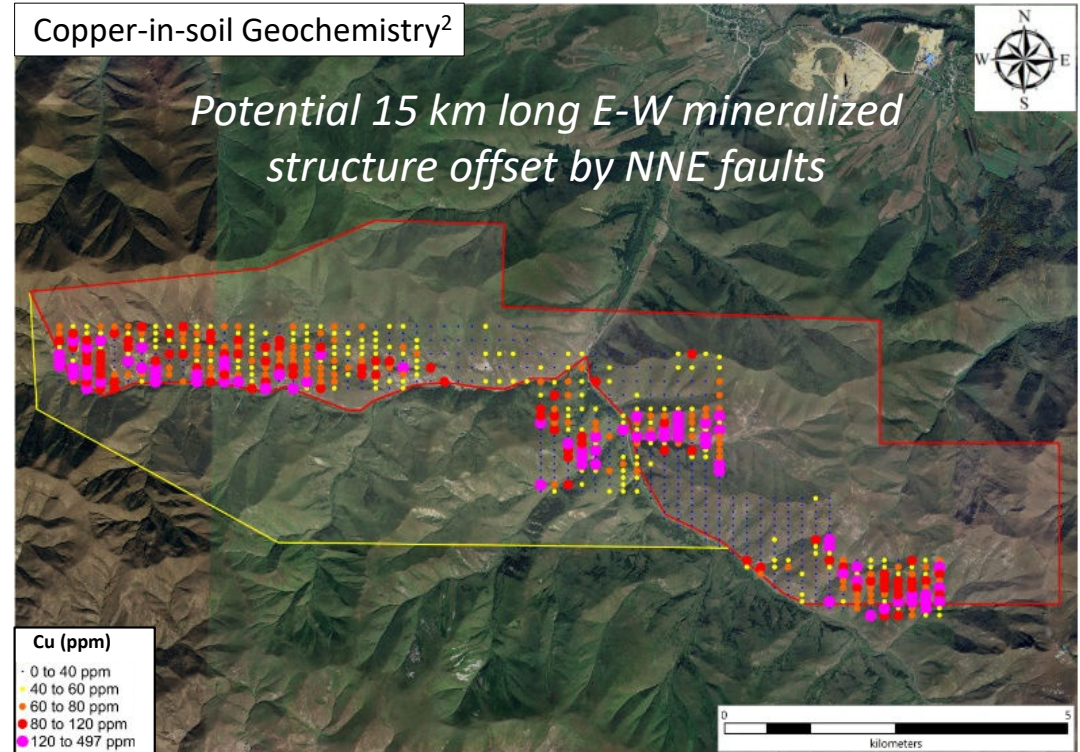 Copper-in-soil Geochemistry²
N
W E
S
Potential 15 km long E-W mineralized
structure offset by NNE faults
Cu (ppm)
0 to 40 ppm
40 to 60 ppm
60 to 80 ppm
80 to 120 ppm
120 to 497 ppm
0 5
kilometers